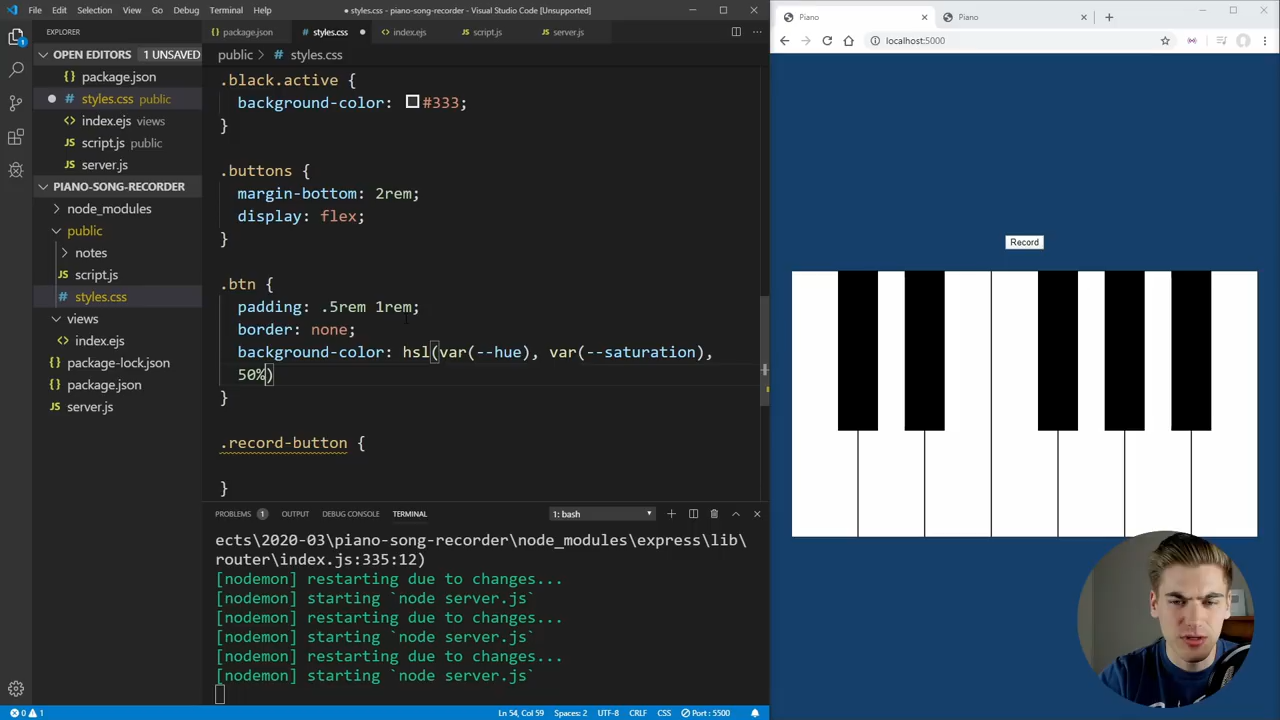 File Edit Selection View Go Debug Terminal Help
● styles.css - piano-song-recorder - Visual Studio Code [Unsupported]
EXPLORER
OPEN EDITORS 1 UNSAVED
package.json
styles.css public
index.ejs views
script.js public
server.js
PIANO-SONG-RECORDER
node_modules
public
notes
script.js
styles.css
views
index.ejs
package-lock.json
package.json
server.js
package.json
styles.css
index.ejs
script.js
server.js
public > # styles.css
.black.active {
background-color: #333;
}
.buttons {
margin-bottom: 2rem;
display: flex;
}
.btn {
padding: .5rem 1rem;
border: none;
background-color: hsl(var(--hue), var(--saturation),
50%)
}
.record-button {
}
PROBLEMS 1 OUTPUT DEBUG CONSOLE TERMINAL
1: bash
ects\2020-03\piano-song-recorder\node_modules\express\lib\
router\index.js:335:12)
[nodemon] restarting due to changes...
[nodemon] starting `node server.js`
[nodemon] restarting due to changes...
[nodemon] starting `node server.js`
[nodemon] restarting due to changes...
[nodemon] starting `node server.js`
0 1
Ln 54, Col 59 Spaces: 2 UTF-8 CRLF CSS Port : 5500
Piano
Piano
localhost:5000
Record